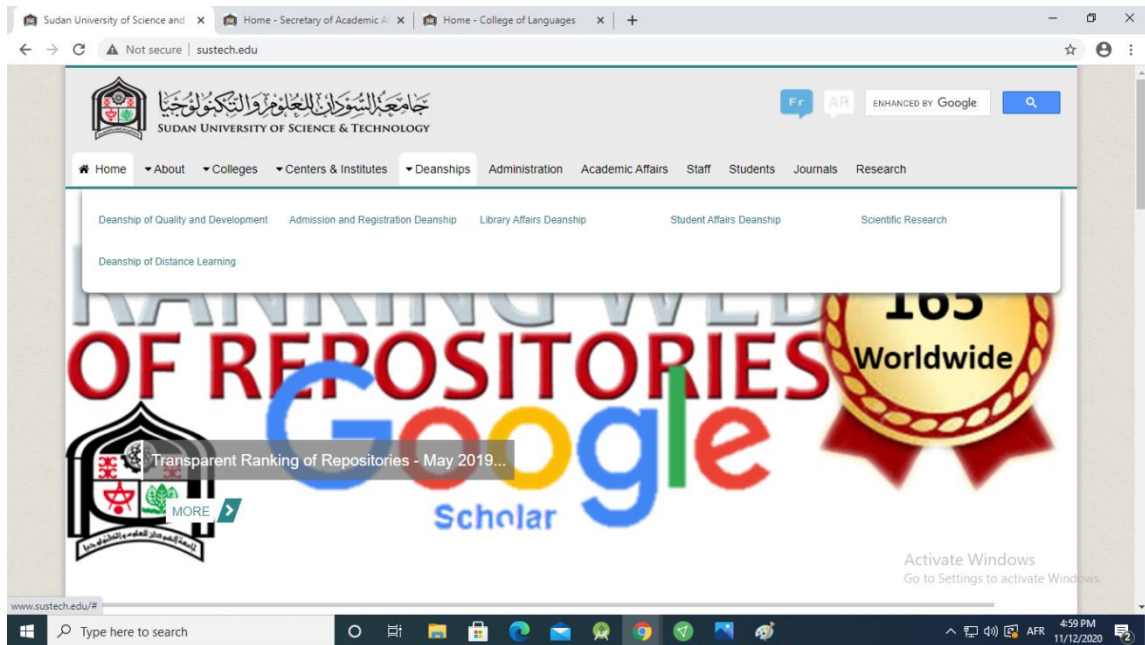 Sudan University of Science and
Home - Secretary of Academic A
Home - College of Languages
Not secure | sustech.edu
جامعة السودان للعلوم والتكنولوجيا
SUDAN UNIVERSITY OF SCIENCE & TECHNOLOGY
Fr AR ENHANCED BY Google
Home About Colleges Centers & Institutes Deanships Administration Academic Affairs Staff Students Journals Research
Deanship of Quality and Development Admission and Registration Deanship Library Affairs Deanship Student Affairs Deanship Scientific Research
Deanship of Distance Learning
RANKING WEB
165
OF REPOSITORIES
Worldwide
Google
Transparent Ranking of Repositories - May 2019...
MORE
Scholar
Activate Windows
Go to Settings to activate Windows.
www.sustech.edu/#
Type here to search
AFR
4:59 PM
11/12/2020
2